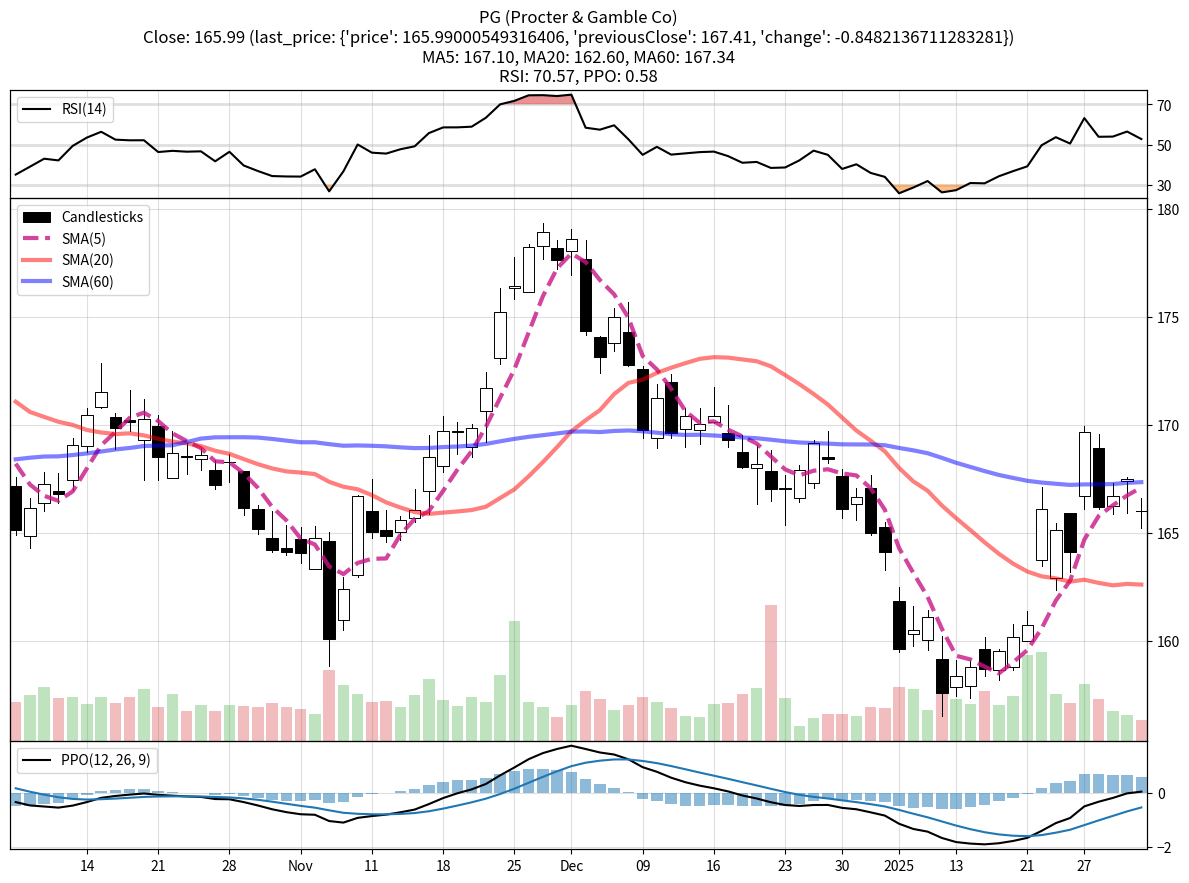 PG (Procter & Gamble Co)
Close: 165.99 (last_price: {'price': 165.99000549316406, 'previousClose': 167.41, 'change': -0.8482136711283281})
MA5: 167.10, MA20: 162.60, MA60: 167.34
RSI: 70.57, PPO: 0.58
RSI(14)
70
50
30
Candlesticks
SMA(5)
SMA(20)
SMA(60)
180
175
170
165
160
PPO(12, 26, 9)
0
−2
14 21 28 Nov 11 18 25 Dec 09 16 23 30 2025 13 21 27